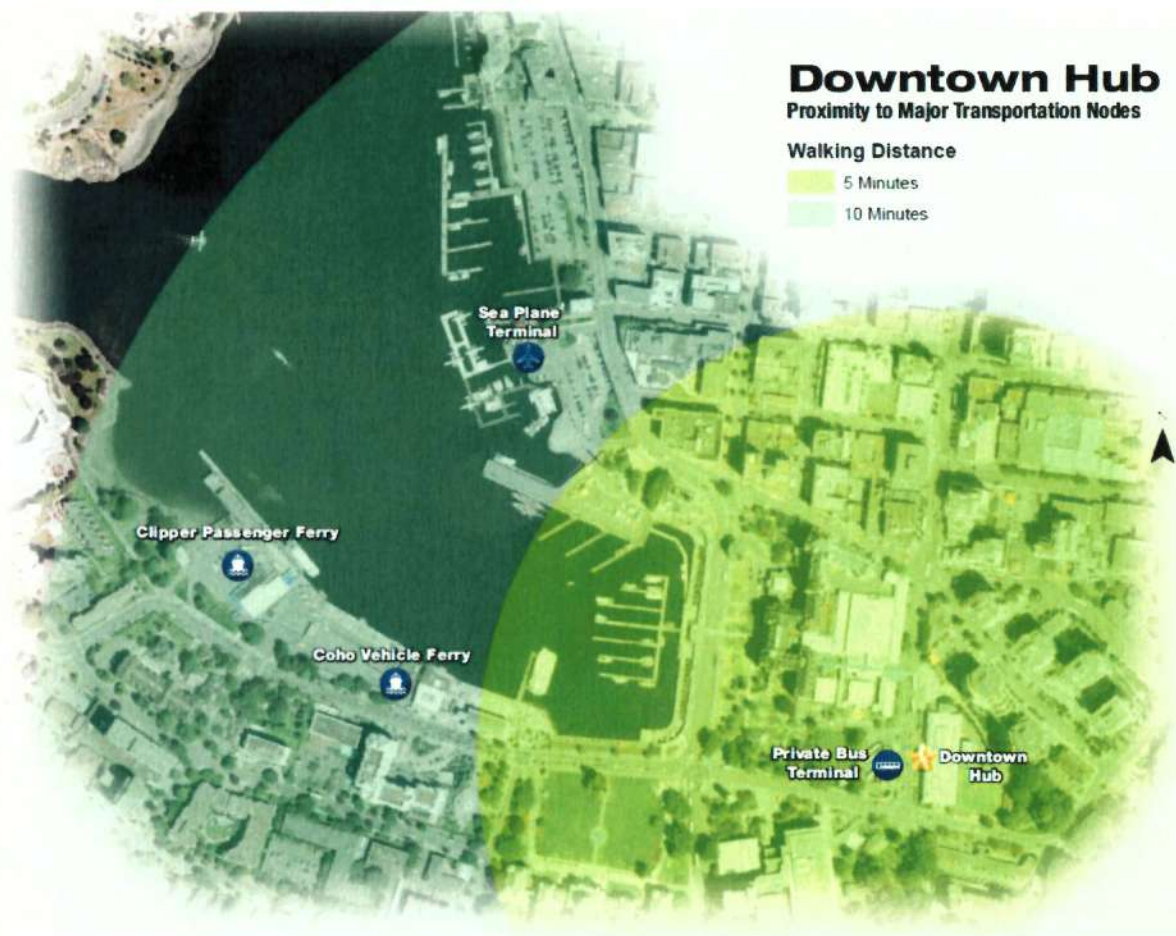 Downtown Hub
Proximity to Major Transportation Nodes
Walking Distance
5 Minutes
10 Minutes
Sea Plane
Terminal
Clipper Passenger Ferry
Coho Vehicle Ferry
Private Bus
Terminal
Downtown
Hub